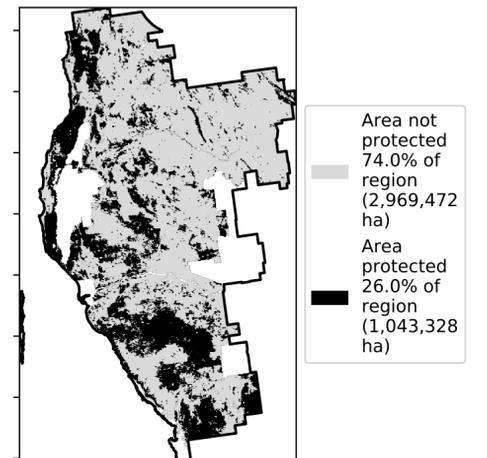 Area not
protected
74.0% of
region
(2,969,472
ha)
Area
protected
26.0% of
region
(1,043,328
ha)